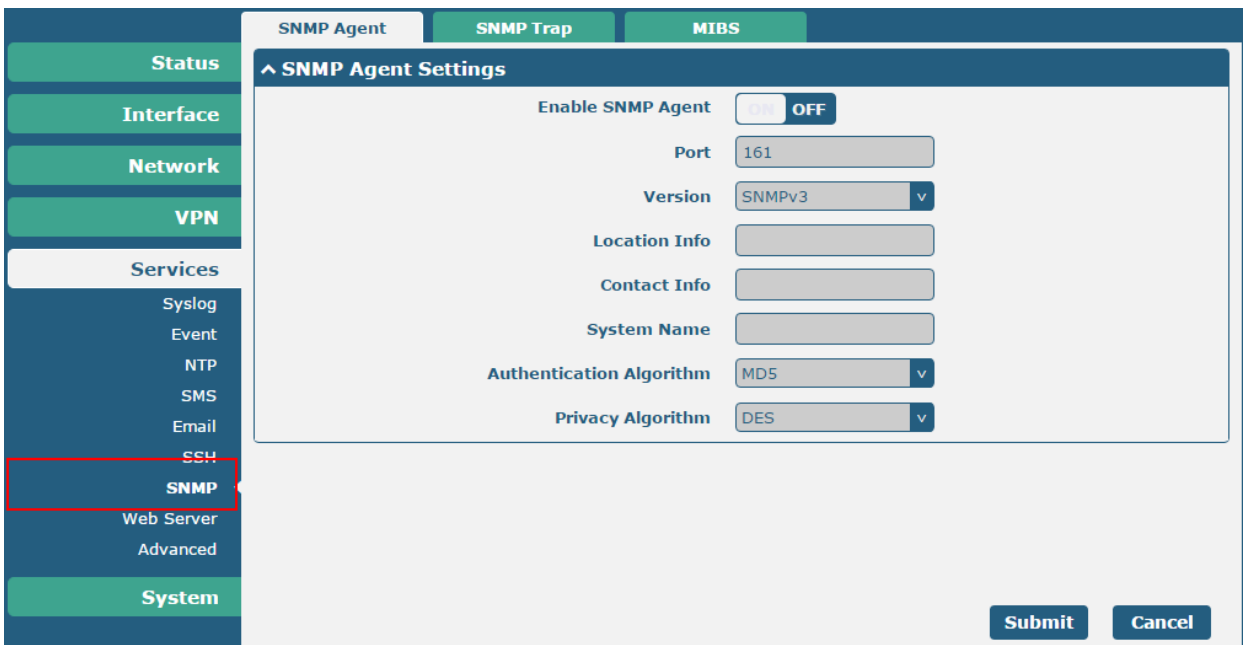 SNMP Agent SNMP Trap MIBS
Status
Interface
Network
VPN
Services
Syslog
Event
NTP
SMS
Email
SSH
SNMP
Web Server
Advanced
System
^ SNMP Agent Settings
Enable SNMP Agent ON OFF
Port 161
Version SNMPv3 v
Location Info
Contact Info
System Name
Authentication Algorithm MD5 v
Privacy Algorithm DES v
Submit Cancel